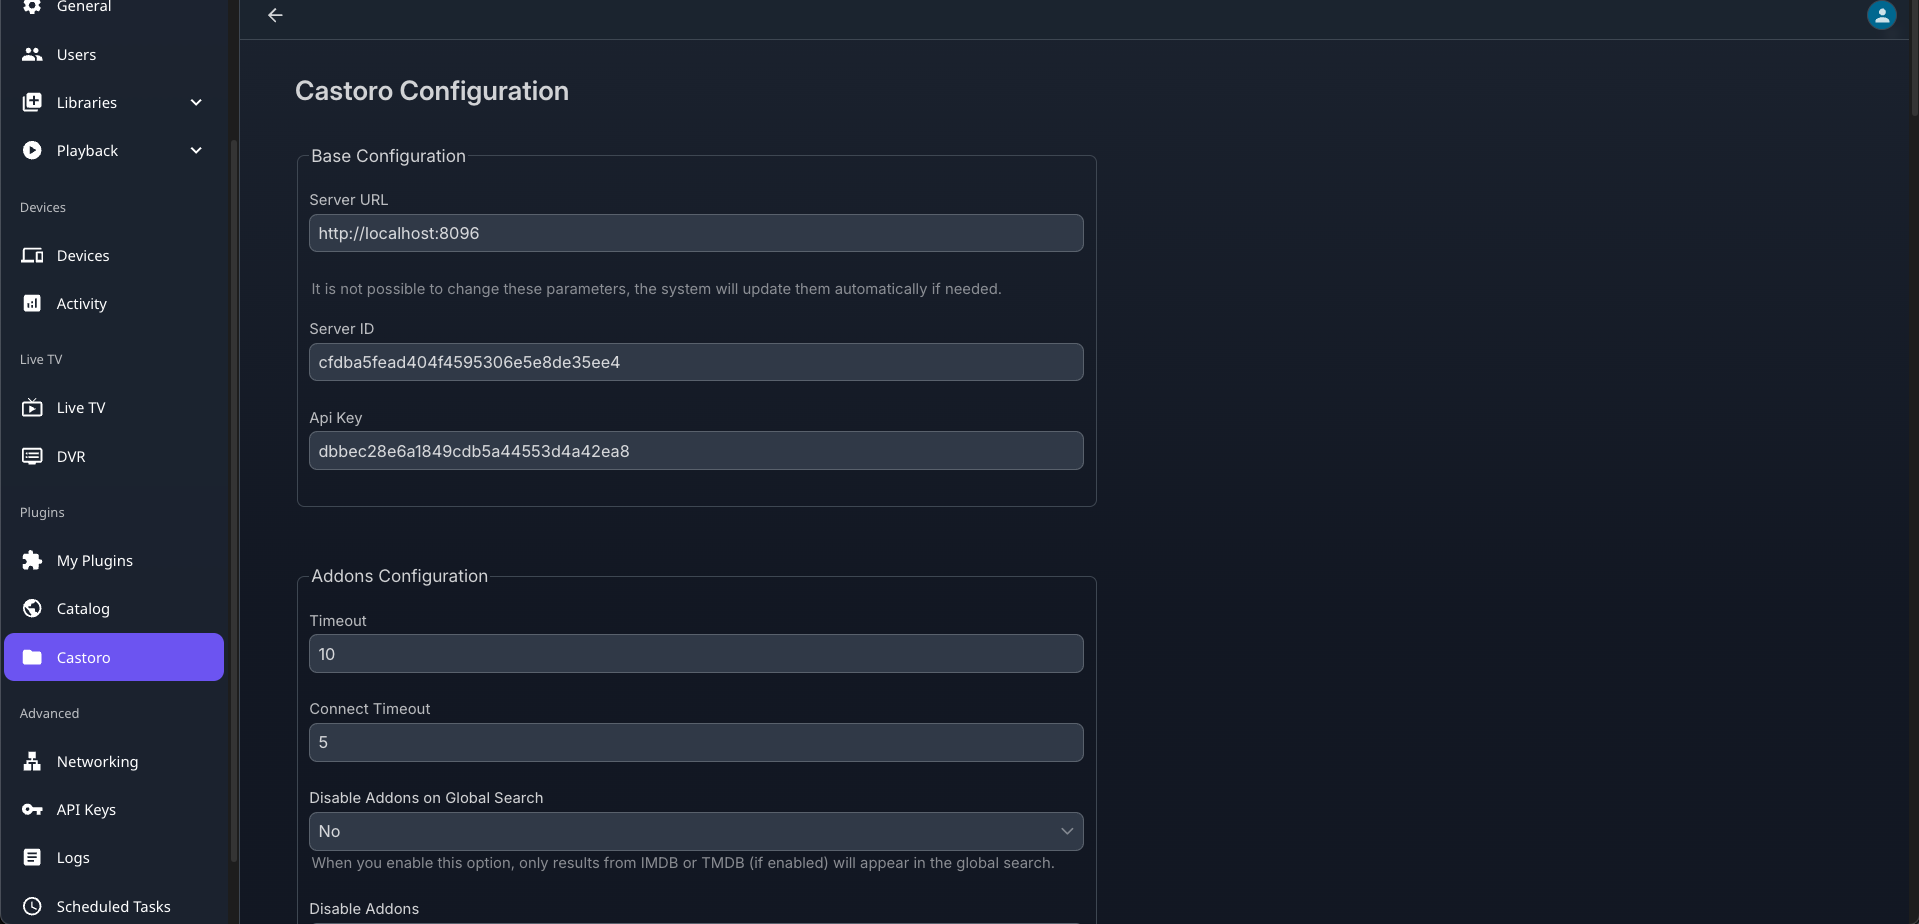 General
Users
Libraries
Playback
Devices
Devices
Activity
Live TV
Live TV
DVR
Plugins
My Plugins
Catalog
Castoro
Advanced
Networking
API Keys
Logs
Scheduled Tasks
Castoro Configuration
Base Configuration
Server URL
http://localhost:8096
It is not possible to change these parameters, the system will update them automatically if needed.
Server ID
cfdba5fead404f4595306e5e8de35ee4
Api Key
dbbec28e6a1849cdb5a44553d4a42ea8
Addons Configuration
Timeout
10
Connect Timeout
5
Disable Addons on Global Search
No
When you enable this option, only results from IMDB or TMDB (if enabled) will appear in the global search.
Disable Addons